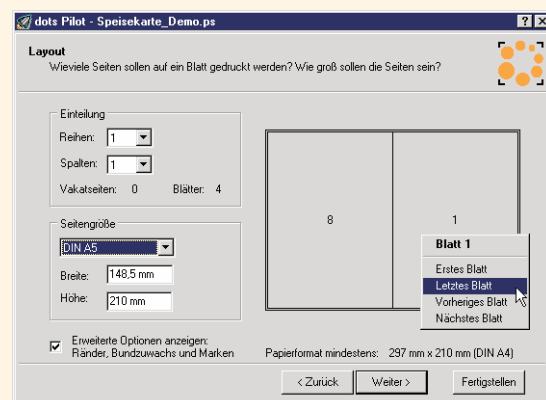 dots Pilot - Speisekarte_Demo.ps
Layout
Wieviele Seiten sollen auf ein Blatt gedruckt werden? Wie groß sollen die Seiten sein?
Einteilung
Reihen: 1
Spalten: 1
Vakatseiten: 0 Blätter: 4
Seitengröße
DIN A5
Breite: 148,5 mm
Höhe: 210 mm
8
1
Blatt 1
Erstes Blatt
Letztes Blatt
Vorheriges Blatt
Nächstes Blatt
Erweiterte Optionen anzeigen:
Ränder, Bundzuwachs und Marken
Papierformat mindestens: 297 mm x 210 mm (DIN A4)
< Zurück
Weiter >
Fertigstellen